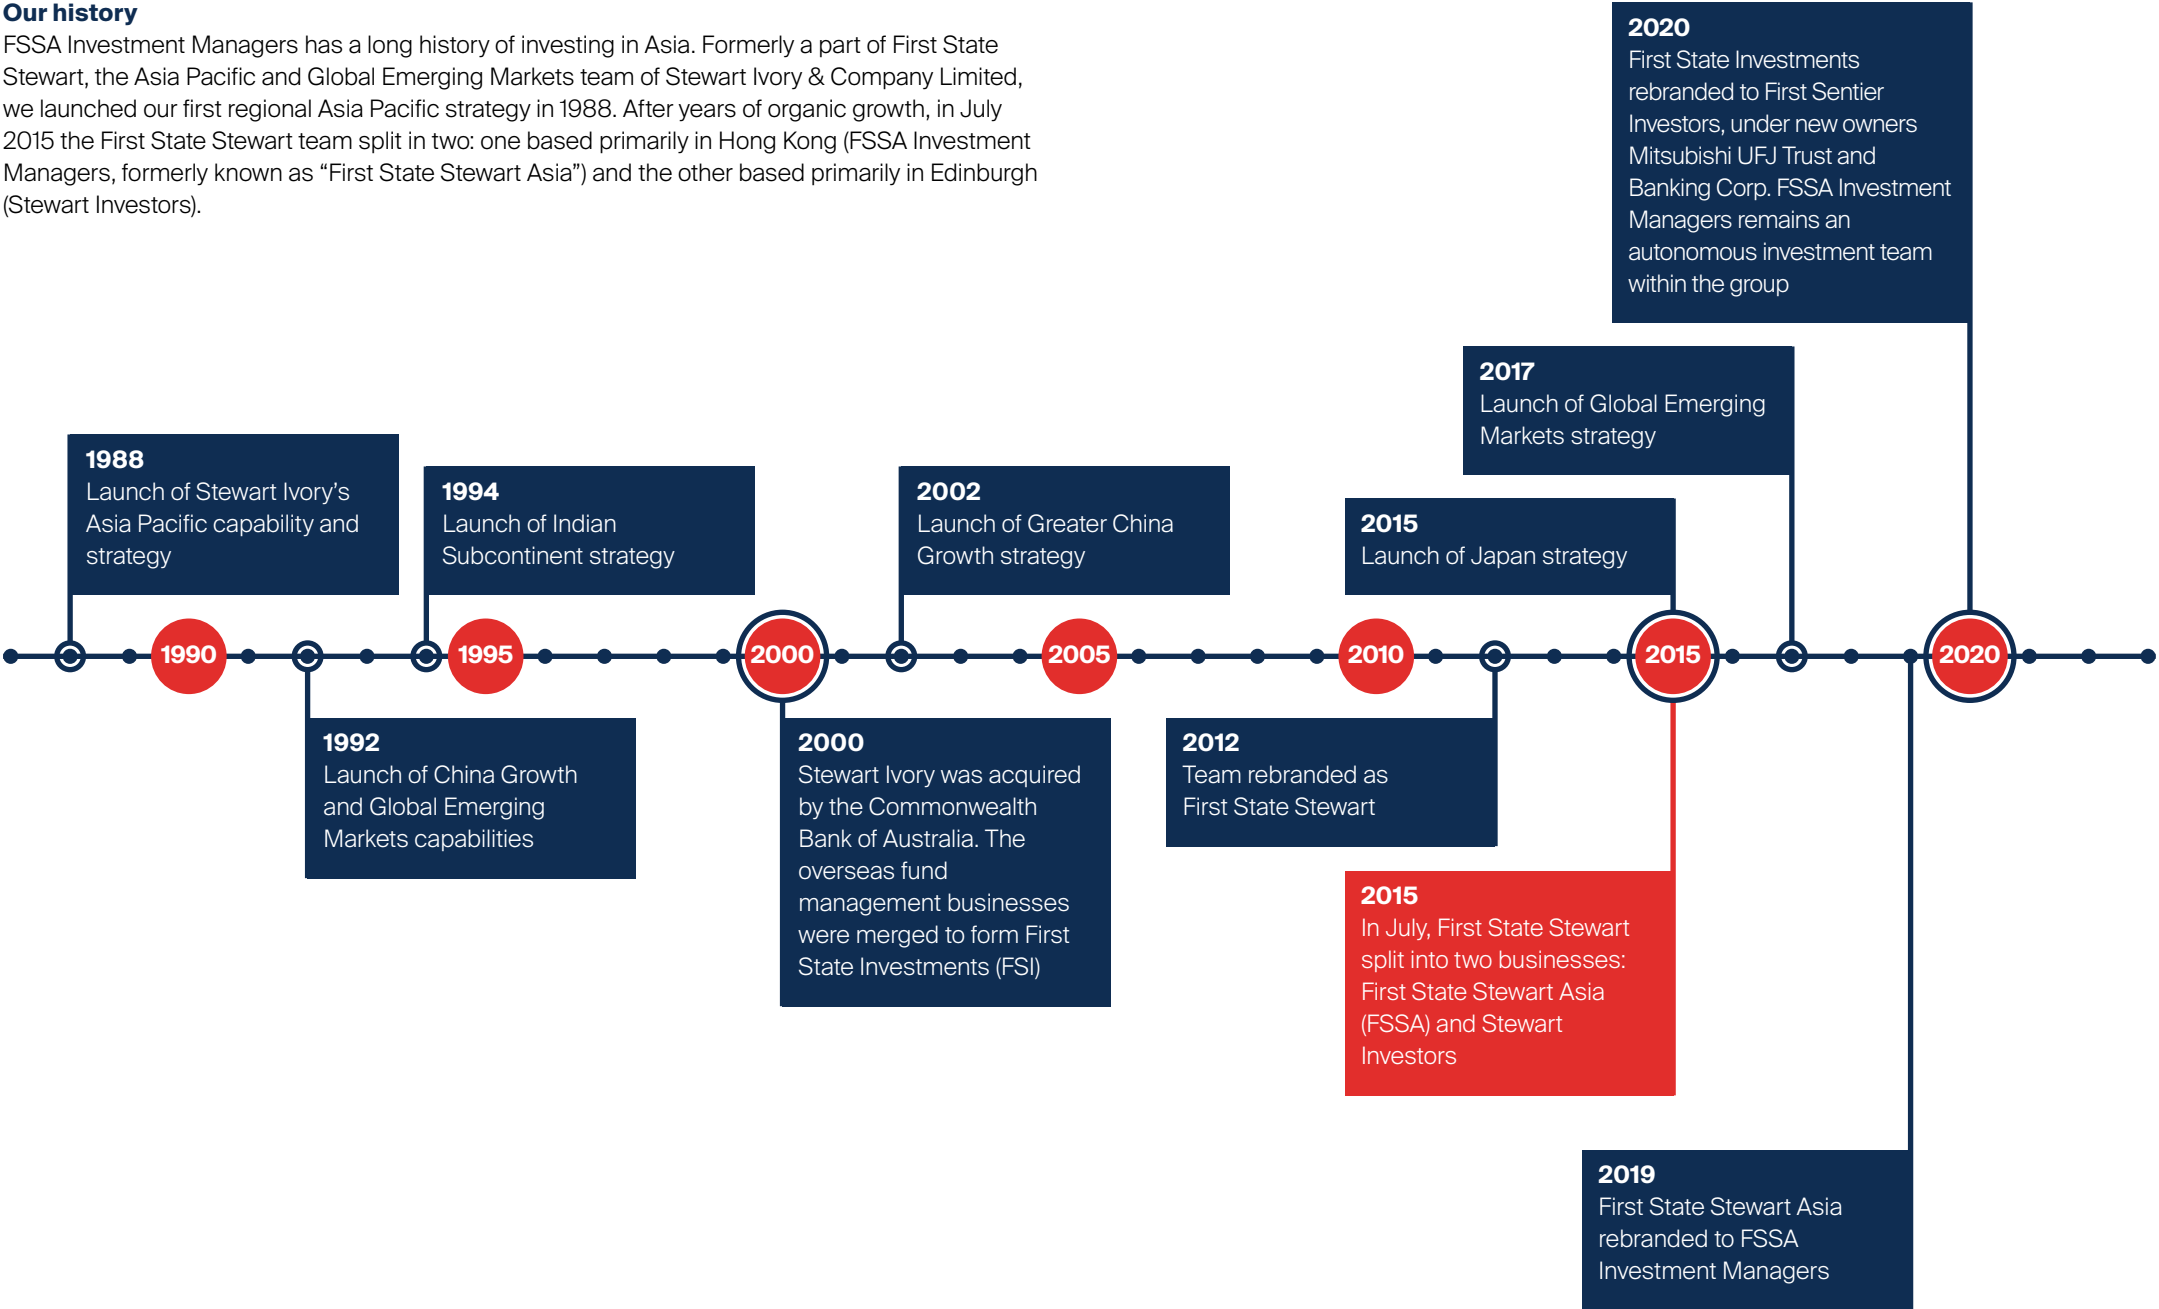 Our history
FSSA Investment Managers has a long history of investing in Asia. Formerly a part of First State
Stewart, the Asia Pacific and Global Emerging Markets team of Stewart Ivory & Company Limited,
we launched our first regional Asia Pacific strategy in 1988. After years of organic growth, in July
2015 the First State Stewart team split in two: one based primarily in Hong Kong (FSSA Investment
Managers, formerly known as “First State Stewart Asia”) and the other based primarily in Edinburgh
(Stewart Investors).
2020
First State Investments
rebranded to First Sentier
Investors, under new owners
Mitsubishi UFJ Trust and
Banking Corp. FSSA Investment
Managers remains an
autonomous investment team
within the group
2017
Launch of Global Emerging
Markets strategy
1988
Launch of Stewart Ivory’s
Asia Pacific capability and
strategy
1994
Launch of Indian
Subcontinent strategy
2002
Launch of Greater China
Growth strategy
2015
Launch of Japan strategy
1990
1995
2000
2005
2010
2015
2020
1992
Launch of China Growth
and Global Emerging
Markets capabilities
2000
Stewart Ivory was acquired
by the Commonwealth
Bank of Australia. The
overseas fund
management businesses
were merged to form First
State Investments (FSI)
2012
Team rebranded as
First State Stewart
2015
In July, First State Stewart
split into two businesses:
First State Stewart Asia
(FSSA) and Stewart
Investors
2019
First State Stewart Asia
rebranded to FSSA
Investment Managers